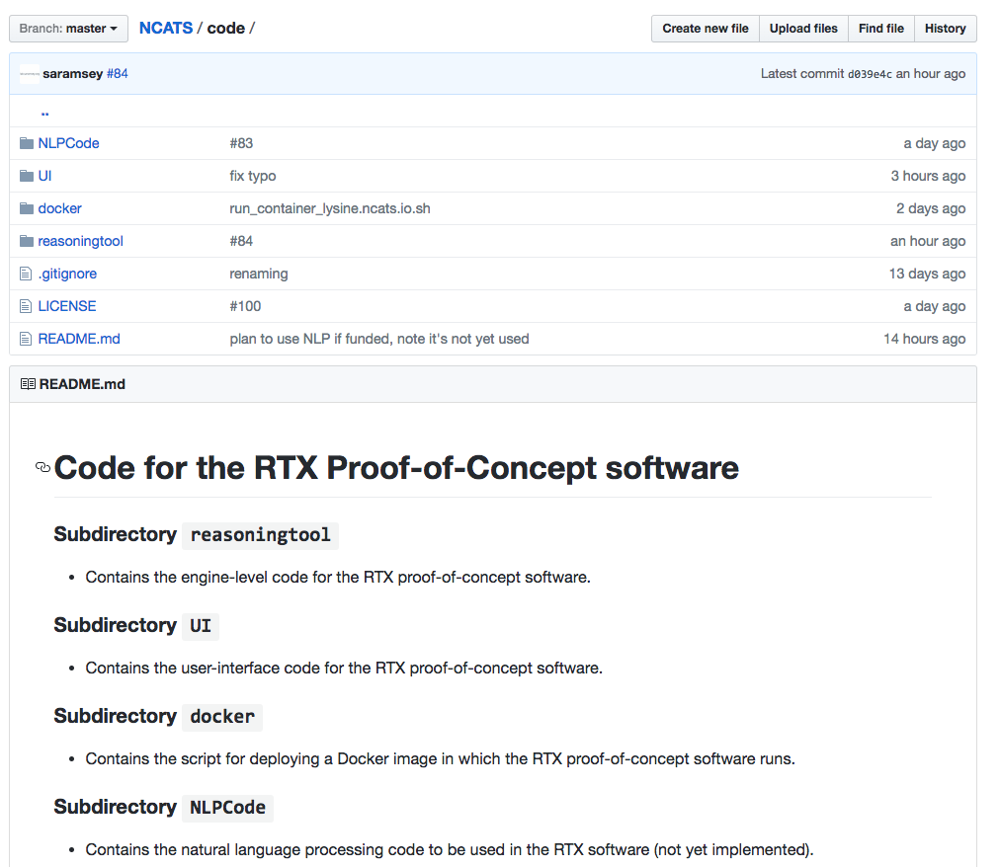 Branch: master NCATS / code / Create new file Upload files Find file History
saramsey #84 Latest commit d039e4c an hour ago
..
NLPCode #83 a day ago
UI fix typo 3 hours ago
docker run_container_lysine.ncats.io.sh 2 days ago
reasoningtool #84 an hour ago
.gitignore renaming 13 days ago
LICENSE #100 a day ago
README.md plan to use NLP if funded, note it's not yet used 14 hours ago
README.md
Code for the RTX Proof-of-Concept software
Subdirectory reasoningtool
• Contains the engine-level code for the RTX proof-of-concept software.
Subdirectory UI
• Contains the user-interface code for the RTX proof-of-concept software.
Subdirectory docker
• Contains the script for deploying a Docker image in which the RTX proof-of-concept software runs.
Subdirectory NLPCode
• Contains the natural language processing code to be used in the RTX software (not yet implemented).